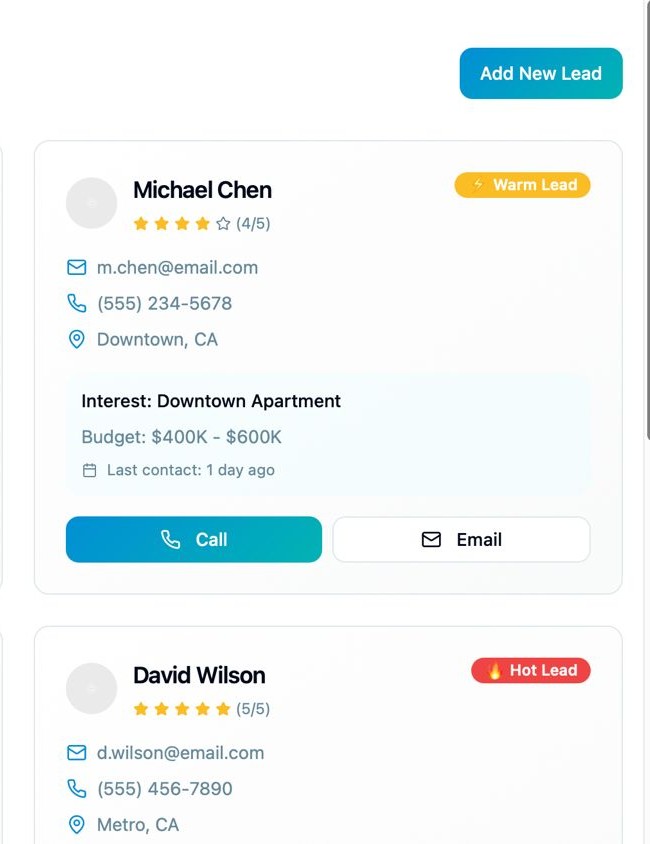 Add New Lead
Michael Chen
⚡ Warm Lead
(4/5)
m.chen@email.com
(555) 234-5678
Downtown, CA
Interest: Downtown Apartment
Budget: $400K - $600K
Last contact: 1 day ago
Call
Email
David Wilson
🔥 Hot Lead
(5/5)
d.wilson@email.com
(555) 456-7890
Metro, CA